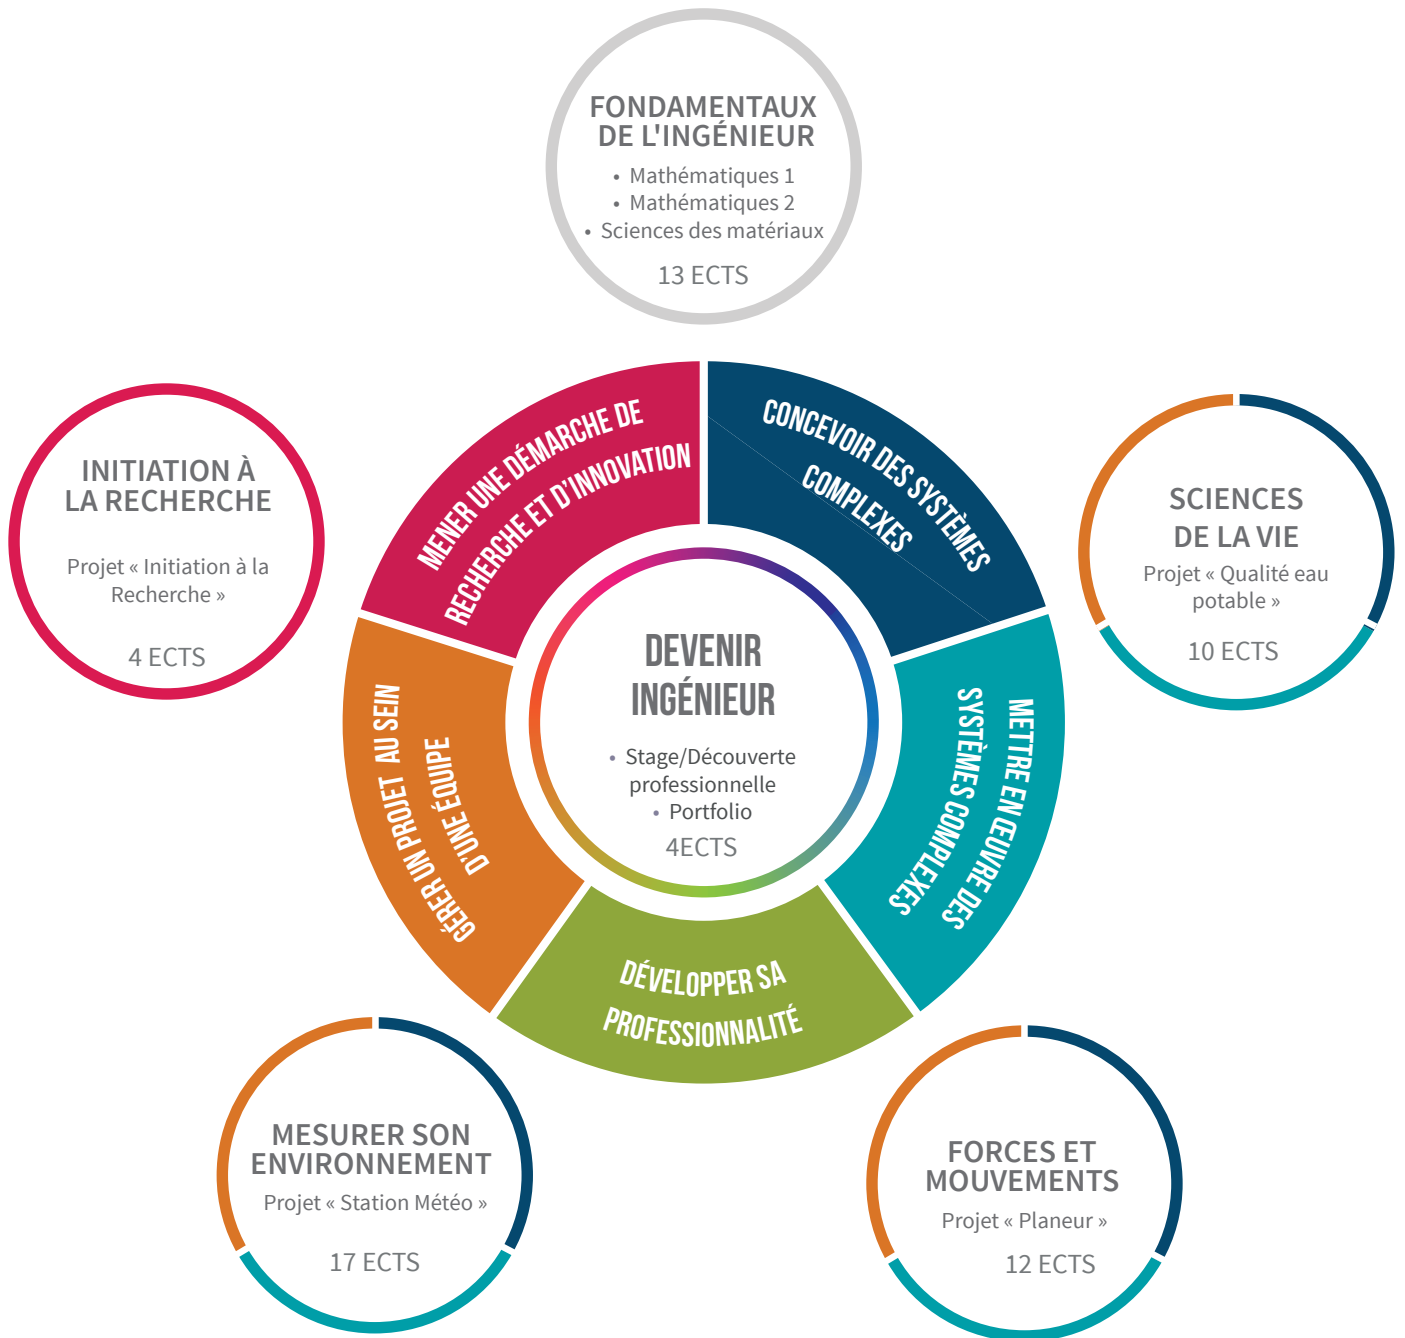 FONDAMENTAUX
DE L'INGÉNIEUR
• Mathématiques 1
• Mathématiques 2
• Sciences des matériaux
13 ECTS
MENER UNE DÉMARCHE DE
RECHERCHE ET D'INNOVATION
CONCEVOIR DES SYSTÈMES
COMPLEXES
INITIATION À
LA RECHERCHE
Projet « Initiation à la
Recherche »
4 ECTS
SCIENCES
DE LA VIE
Projet « Qualité eau
potable »
10 ECTS
DEVENIR
INGÉNIEUR
• Stage/Découverte
professionnelle
• Portfolio
4ECTS
GÉRER UN PROJET AU SEIN
D'UNE ÉQUIPE
METTRE EN ŒUVRE DES
SYSTÈMES COMPLEXES
DÉVELOPPER SA
PROFESSIONNALITÉ
MESURER SON
ENVIRONNEMENT
Projet « Station Météo »
17 ECTS
FORCES ET
MOUVEMENTS
Projet « Planeur »
12 ECTS